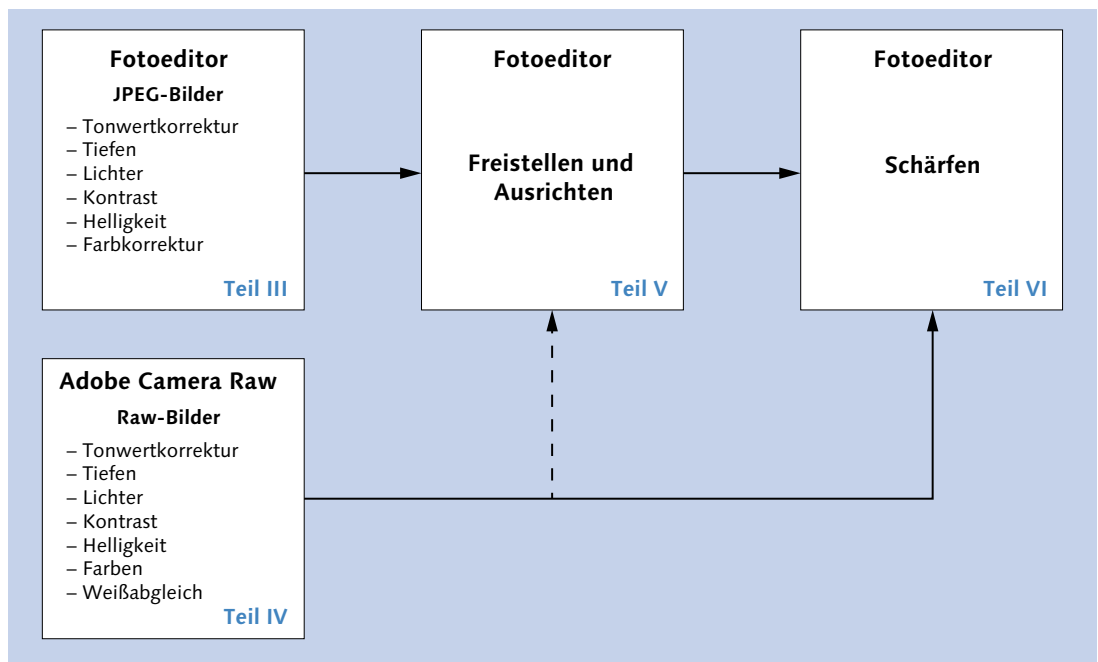 Fotoeditor
JPEG-Bilder
– Tonwertkorrektur
– Tiefen
– Lichter
– Kontrast
– Helligkeit
– Farbkorrektur
Teil III
Fotoeditor
Freistellen und
Ausrichten
Teil V
Fotoeditor
Schärfen
Teil VI
Adobe Camera Raw
Raw-Bilder
– Tonwertkorrektur
– Tiefen
– Lichter
– Kontrast
– Helligkeit
– Farben
– Weißabgleich
Teil IV